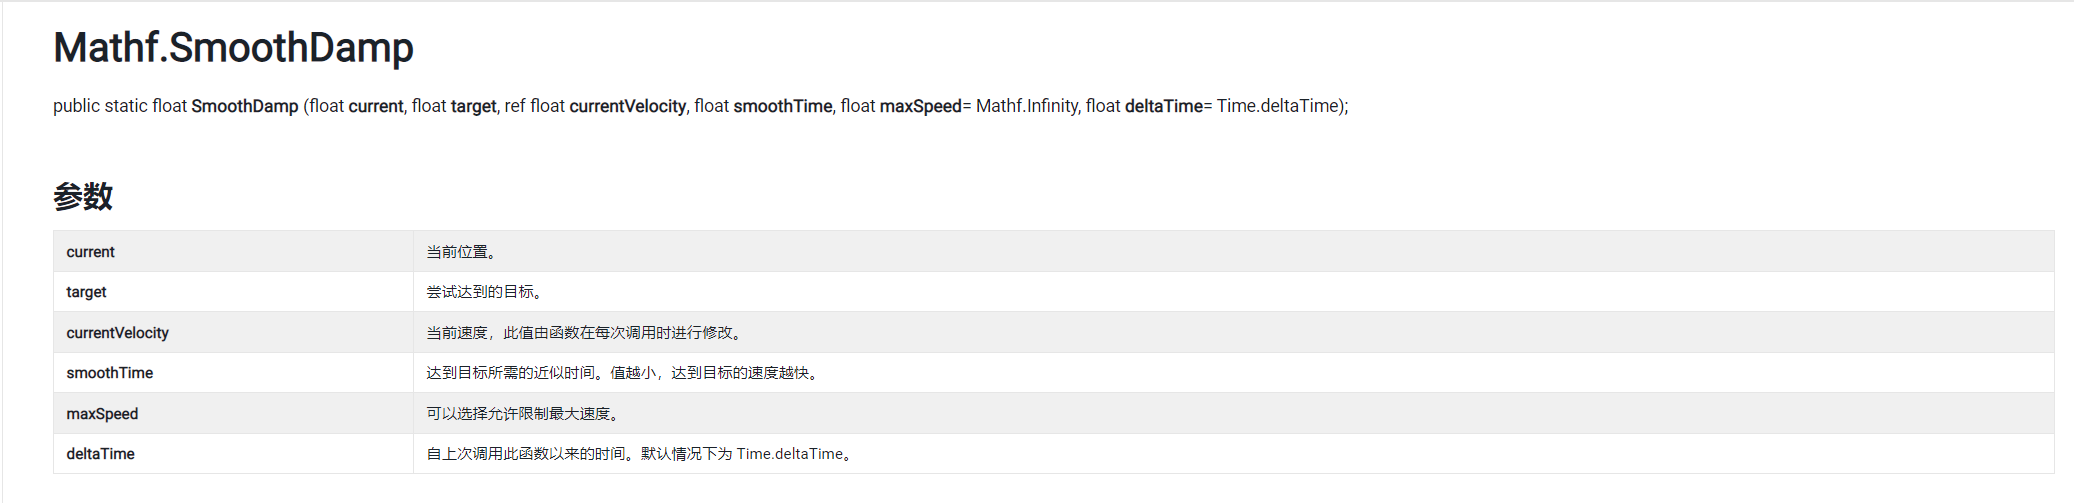 Mathf.SmoothDamp
public static float SmoothDamp (float current, float target, ref float currentVelocity, float smoothTime, float maxSpeed= Mathf.Infinity, float deltaTime= Time.deltaTime);
参数
current 当前位置。
target 尝试达到的目标。
currentVelocity 当前速度，此值由函数在每次调用时进行修改。
smoothTime 达到目标所需的近似时间。值越小，达到目标的速度越快。
maxSpeed 可以选择允许限制最大速度。
deltaTime 自上次调用此函数以来的时间。默认情况下为 Time.deltaTime。